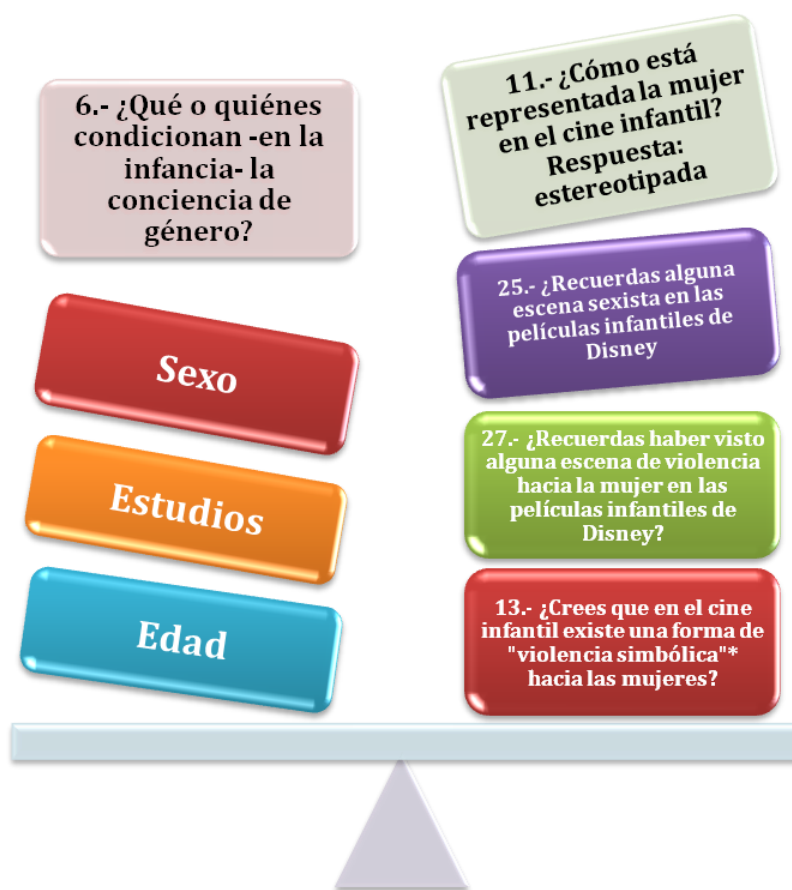 6.- ¿Qué o quiénes
condicionan -en la
infancia- la
conciencia de
género?
Sexo
Estudios
Edad
11.- ¿Cómo está
representada la mujer
en el cine infantil?
Respuesta:
estereotipada
25.- ¿Recuerdas alguna
escena sexista en las
películas infantiles de
Disney
27.- ¿Recuerdas haber visto
alguna escena de violencia
hacia la mujer en las
películas infantiles de
Disney?
13.- ¿Crees que en el cine
infantil existe una forma de
"violencia simbólica"*
hacia las mujeres?